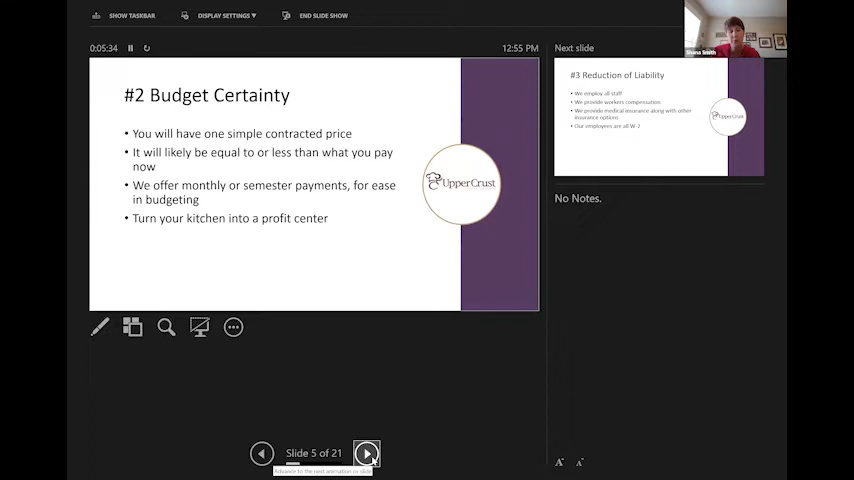 SHOW TASKBAR
DISPLAY SETTINGS ▼
END SLIDE SHOW
Shana Smith
0:05:34
12:55 PM
Next slide
#2 Budget Certainty
• You will have one simple contracted price
• It will likely be equal to or less than what you pay
now
• We offer monthly or semester payments, for ease
in budgeting
• Turn your kitchen into a profit center
UpperCrust
#3 Reduction of Liability
• We employ all staff
• We provide workers compensation
• We provide medical insurance along with other
insurance options
• Our employees are all W-2
UpperCrust
No Notes.
Slide 5 of 21
Advance to the next animation or slide
A
A